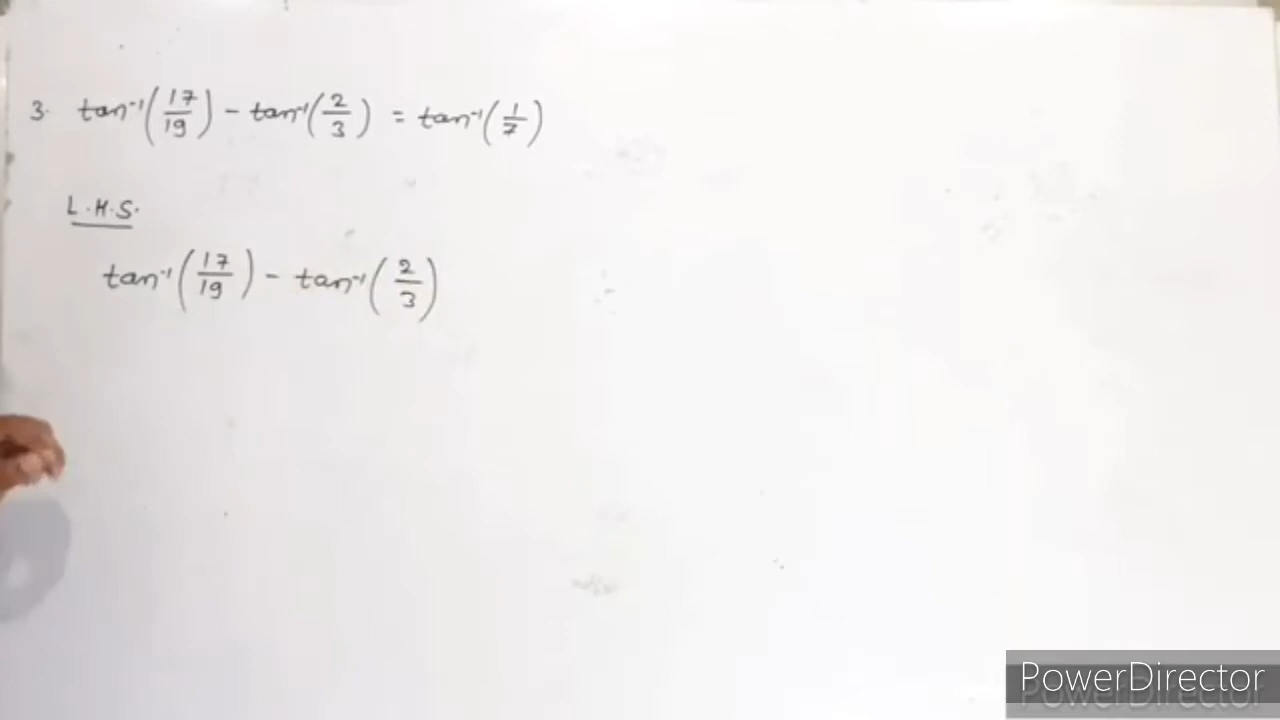 3. tan⁻¹(17/19) - tan⁻¹(2/3) = tan⁻¹(1/7)
L.H.S.
tan⁻¹(17/19) - tan⁻¹(2/3)
PowerDirector